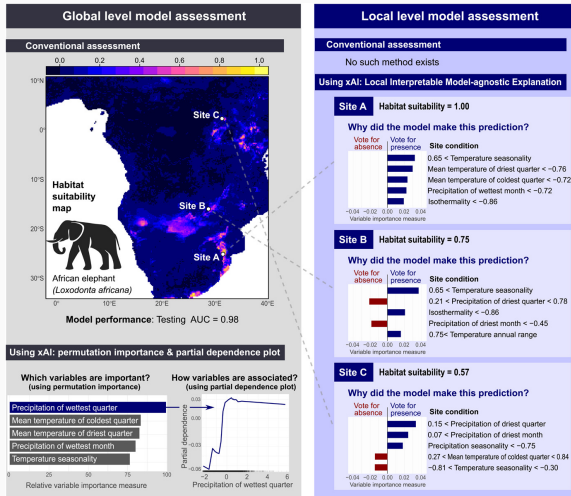 Global level model assessment
Conventional assessment
0.0 0.2 0.4 0.6 0.8 1.0
10°N
0°
10°S
20°S
30°S
0° 10°E 20°E 30°E 40°E
Site C
Site B
Site A
Habitat
suitability
map
African elephant
(Loxodonta africana)
Model performance: Testing AUC = 0.98
Using xAI: permutation importance & partial dependence plot
Which variables are important?
(using permutation importance)
Precipitation of wettest quarter
Mean temperature of coldest quarter
Mean temperature of driest quarter
Precipitation of wettest month
Temperature seasonality
0 25 50 75 100
Relative variable importance measure
How variables are associated?
(using partial dependence plot)
Partial dependence
0.03
0.00
−0.03
−0.06
−2 0 2 4 6
Precipitation of wettest quarter
Local level model assessment
Conventional assessment
No such method exists
Using xAI: Local Interpretable Model-agnostic Explanation
Site A Habitat suitability = 1.00
Why did the model make this prediction?
Vote for
absence
Vote for
presence
Site condition
0.65 < Temperature seasonality
Mean temperature of driest quarter < −0.76
Mean temperature of coldest quarter < −0.72
Precipitation of wettest month < −0.72
Isothermality < −0.86
−0.04 −0.02 0.00 0.02 0.04
Variable importance measure
Site B Habitat suitability = 0.75
Why did the model make this prediction?
Vote for
absence
Vote for
presence
Site condition
0.65 < Temperature seasonality
0.21 < Precipitation of driest quarter < 0.78
Isothermality < −0.86
Precipitation of driest month < −0.45
0.75< Temperature annual range
−0.04 −0.02 0.00 0.02 0.04
Variable importance measure
Site C Habitat suitability = 0.57
Why did the model make this prediction?
Vote for
absence
Vote for
presence
Site condition
0.15 < Precipitation of driest quarter
0.07 < Precipitation of driest month
Precipitation seasonality < −0.75
0.27 < Mean temperature of coldest quarter < 0.84
−0.81 < Temperature seasonality < −0.30
−0.04 −0.02 0.00 0.02 0.04
Variable importance measure